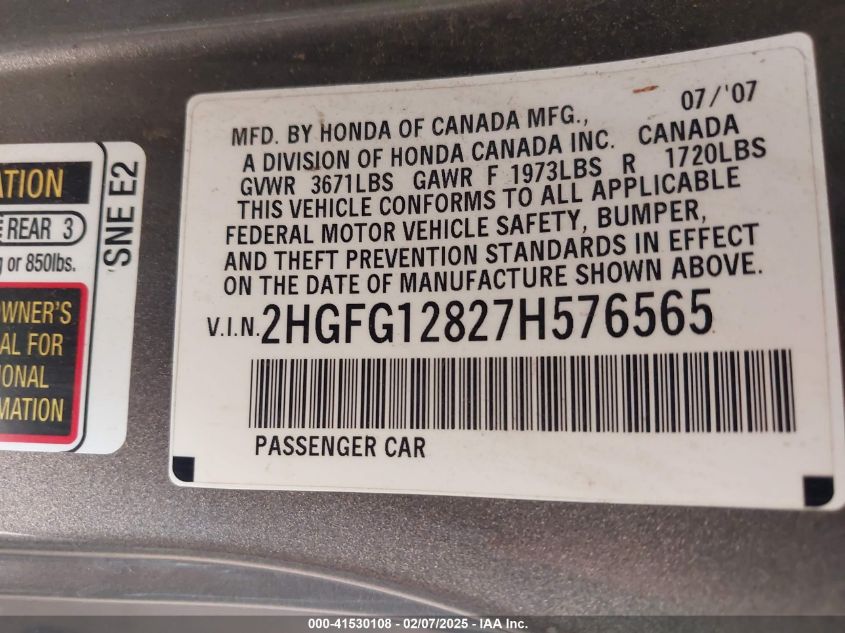 07/'07
MFD. BY HONDA OF CANADA MFG.,
A DIVISION OF HONDA CANADA INC. CANADA
GVWR 3671LBS GAWR F 1973LBS R 1720LBS
THIS VEHICLE CONFORMS TO ALL APPLICABLE
FEDERAL MOTOR VEHICLE SAFETY, BUMPER,
AND THEFT PREVENTION STANDARDS IN EFFECT
ON THE DATE OF MANUFACTURE SHOWN ABOVE.
V.I.N. 2HGFG12827H576565
PASSENGER CAR
ATION
REAR 3
g or 850lbs.
OWNER'S
AL FOR
IONAL
MATION
SNE E2
000-41530108 - 02/07/2025 - IAA Inc.